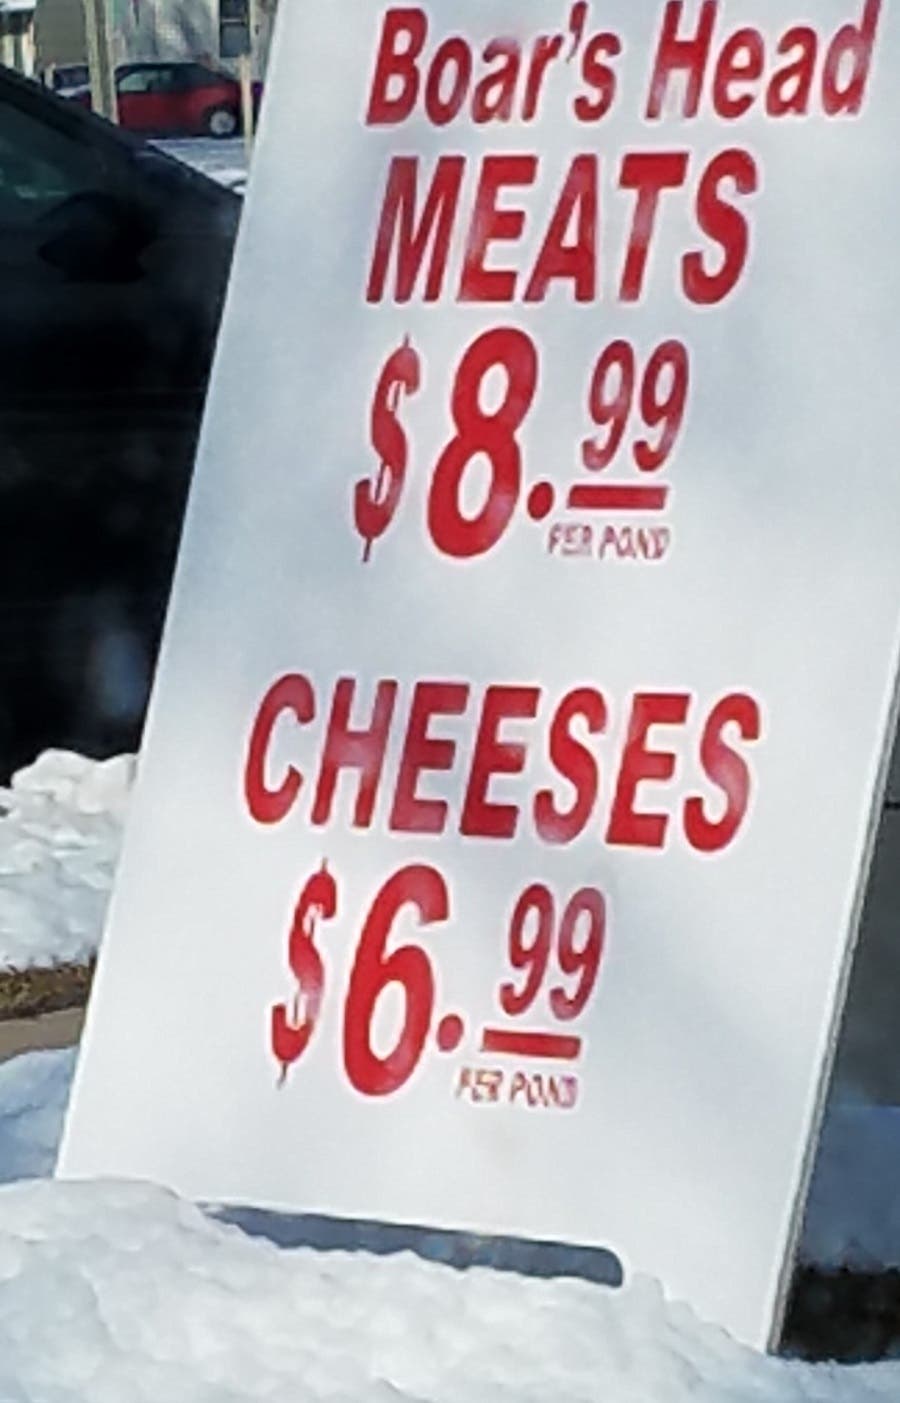 Boar's Head
MEATS
$8.99
PER POND
CHEESES
$6.99
PER POND